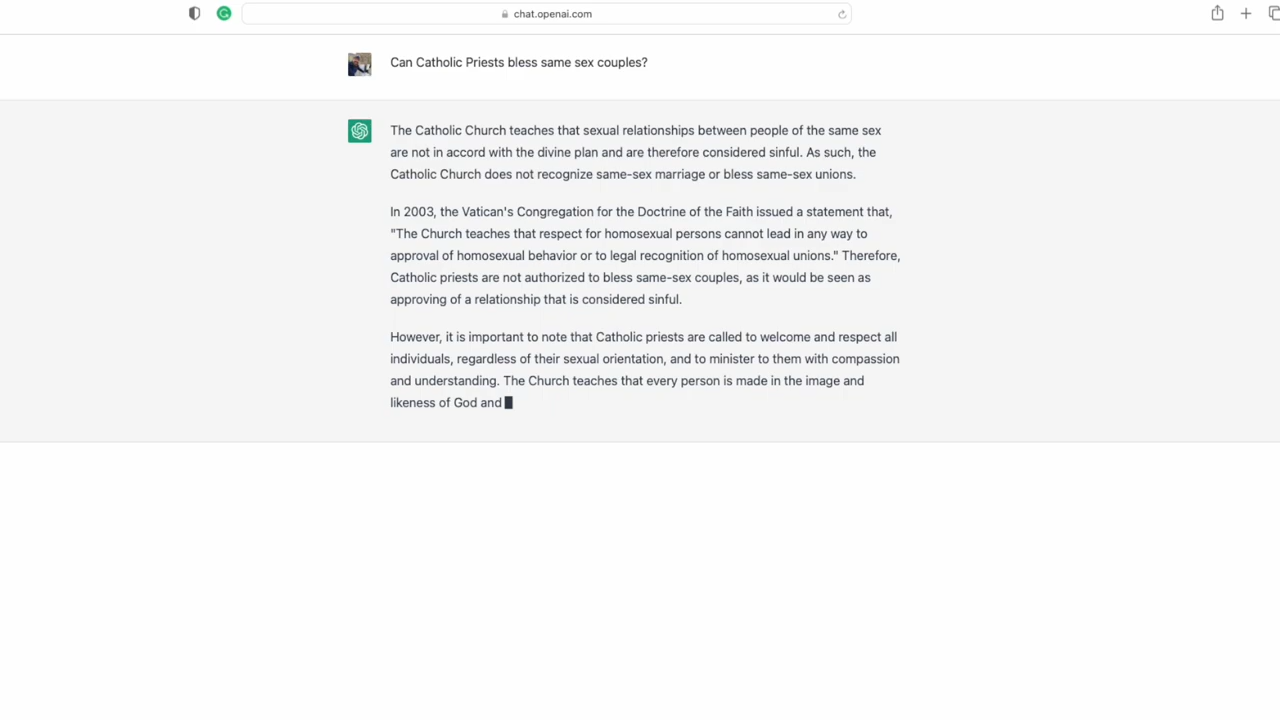 chat.openai.com
Can Catholic Priests bless same sex couples?
The Catholic Church teaches that sexual relationships between people of the same sex
are not in accord with the divine plan and are therefore considered sinful. As such, the
Catholic Church does not recognize same-sex marriage or bless same-sex unions.
In 2003, the Vatican's Congregation for the Doctrine of the Faith issued a statement that,
"The Church teaches that respect for homosexual persons cannot lead in any way to
approval of homosexual behavior or to legal recognition of homosexual unions." Therefore,
Catholic priests are not authorized to bless same-sex couples, as it would be seen as
approving of a relationship that is considered sinful.
However, it is important to note that Catholic priests are called to welcome and respect all
individuals, regardless of their sexual orientation, and to minister to them with compassion
and understanding. The Church teaches that every person is made in the image and
likeness of God and